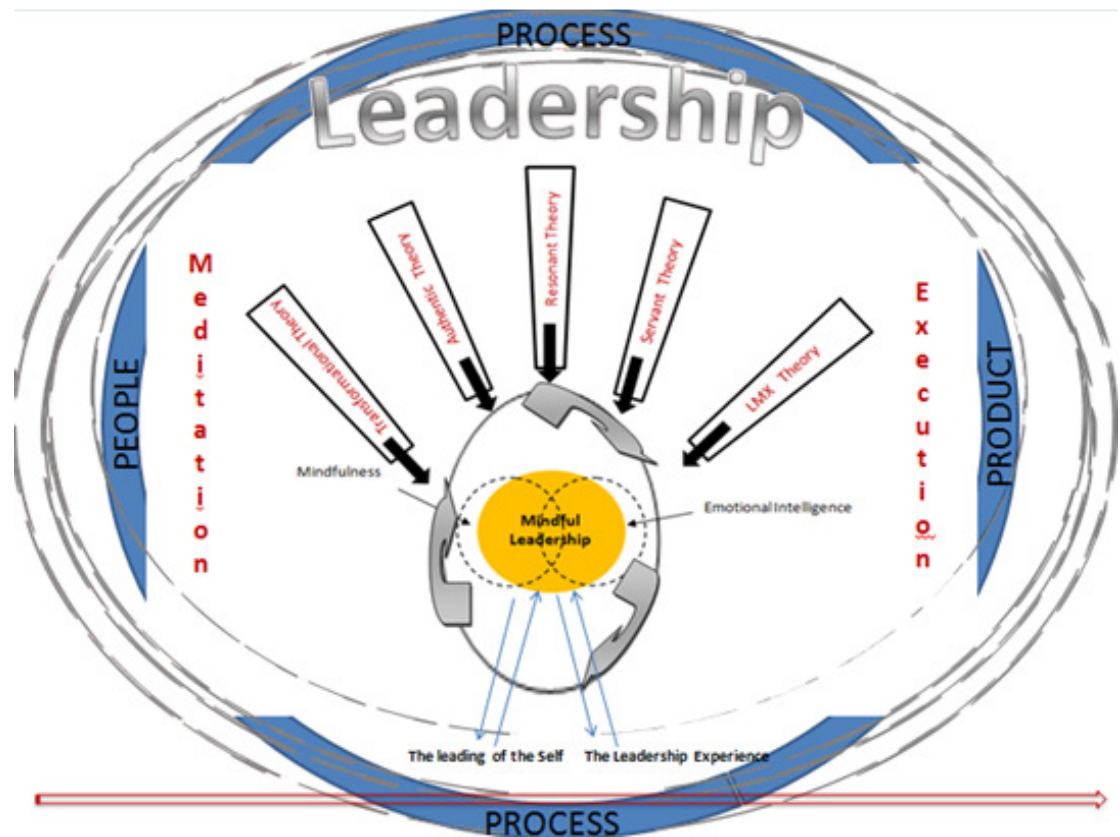 PROCESS
Leadership
Meditation
PEOPLE
Transformational Theory
Authentic Theory
Resonant Theory
Servant Theory
LMX Theory
Execution
PRODUCT
Mindfulness
Emotional Intelligence
Mindful
Leadership
The leading of the Self
The Leadership Experience
PROCESS